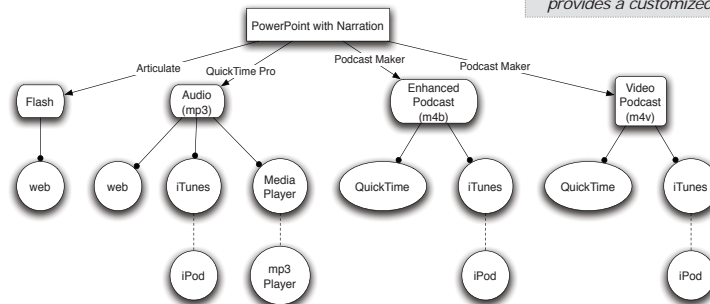 provides a customized
PowerPoint with Narration
Articulate
QuickTime Pro
Podcast Maker
Podcast Maker
Flash
Audio
(mp3)
Enhanced
Podcast
(m4b)
Video
Podcast
(m4v)
web
web
iTunes
Media
Player
QuickTime
iTunes
QuickTime
iTunes
iPod
mp3
Player
iPod
iPod